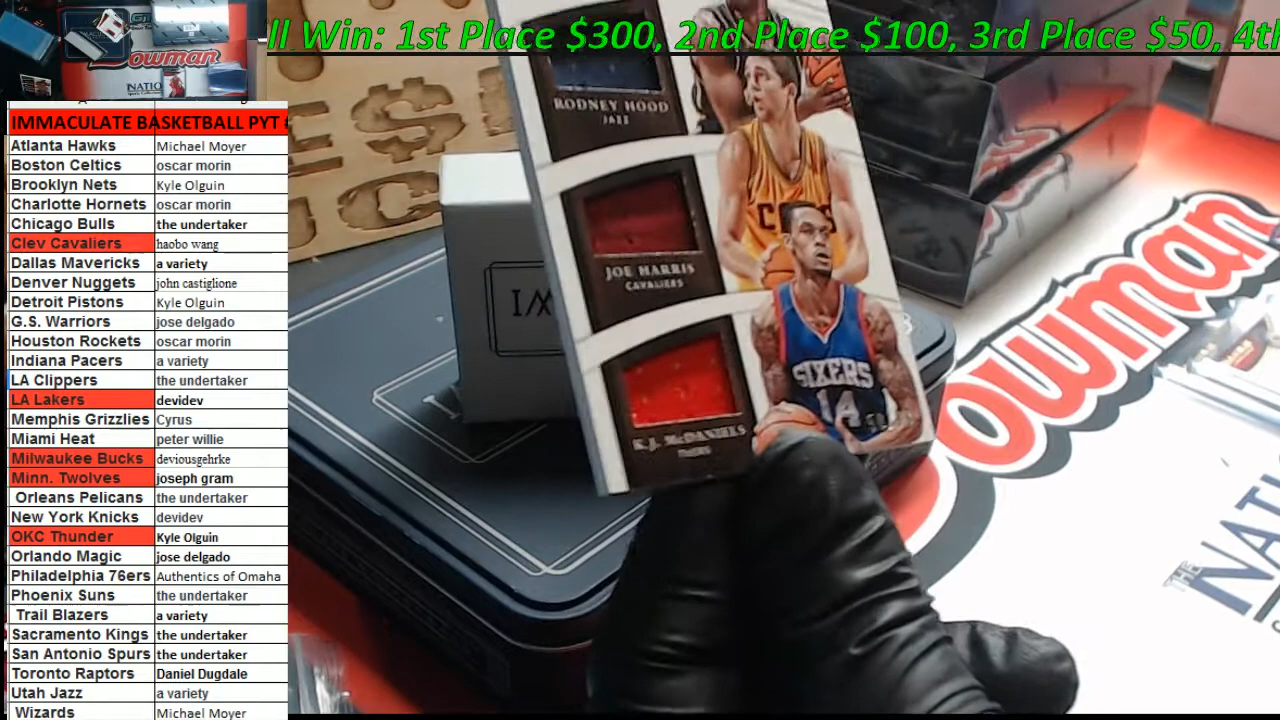 ll Win: 1st Place $300, 2nd Place $100, 3rd Place $50, 4th
Bowman
NATIO
IMMACULATE BASKETBALL PYT #
Atlanta Hawks Michael Moyer
Boston Celtics oscar morin
Brooklyn Nets Kyle Olguin
Charlotte Hornets oscar morin
Chicago Bulls the undertaker
Clev Cavaliers haobo wang
Dallas Mavericks a variety
Denver Nuggets john castiglione
Detroit Pistons Kyle Olguin
G.S. Warriors jose delgado
Houston Rockets oscar morin
Indiana Pacers a variety
LA Clippers the undertaker
LA Lakers devidev
Memphis Grizzlies Cyrus
Miami Heat peter willie
Milwaukee Bucks deviousgehrke
Minn. Twolves joseph gram
Orleans Pelicans the undertaker
New York Knicks devidev
OKC Thunder Kyle Olguin
Orlando Magic jose delgado
Philadelphia 76ers Authentics of Omaha
Phoenix Suns the undertaker
Trail Blazers a variety
Sacramento Kings the undertaker
San Antonio Spurs the undertaker
Toronto Raptors Daniel Dugdale
Utah Jazz a variety
Wizards Michael Moyer
RODNEY HOOD
JAZZ
JOE HARRIS
CAVALIERS
K.J. McDANIELS
SIXERS
14
Bowman
THE
NATIO